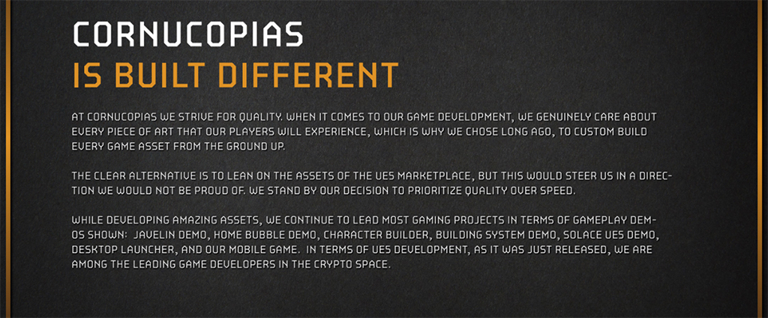 CORNUCOPIAS
IS BUILT DIFFERENT
AT CORNUCOPIAS WE STRIVE FOR QUALITY. WHEN IT COMES TO OUR GAME DEVELOPMENT, WE GENUINELY CARE ABOUT
EVERY PIECE OF ART THAT OUR PLAYERS WILL EXPERIENCE, WHICH IS WHY WE CHOSE LONG AGO, TO CUSTOM BUILD
EVERY GAME ASSET FROM THE GROUND UP.
THE CLEAR ALTERNATIVE IS TO LEAN ON THE ASSETS OF THE UE5 MARKETPLACE, BUT THIS WOULD STEER US IN A DIREC-
TION WE WOULD NOT BE PROUD OF. WE STAND BY OUR DECISION TO PRIORITIZE QUALITY OVER SPEED.
WHILE DEVELOPING AMAZING ASSETS, WE CONTINUE TO LEAD MOST GAMING PROJECTS IN TERMS OF GAMEPLAY DEM-
OS SHOWN: JAVELIN DEMO, HOME BUBBLE DEMO, CHARACTER BUILDER, BUILDING SYSTEM DEMO, SOLACE UE5 DEMO,
DESKTOP LAUNCHER, AND OUR MOBILE GAME. IN TERMS OF UE5 DEVELOPMENT, AS IT WAS JUST RELEASED, WE ARE
AMONG THE LEADING GAME DEVELOPERS IN THE CRYPTO SPACE.